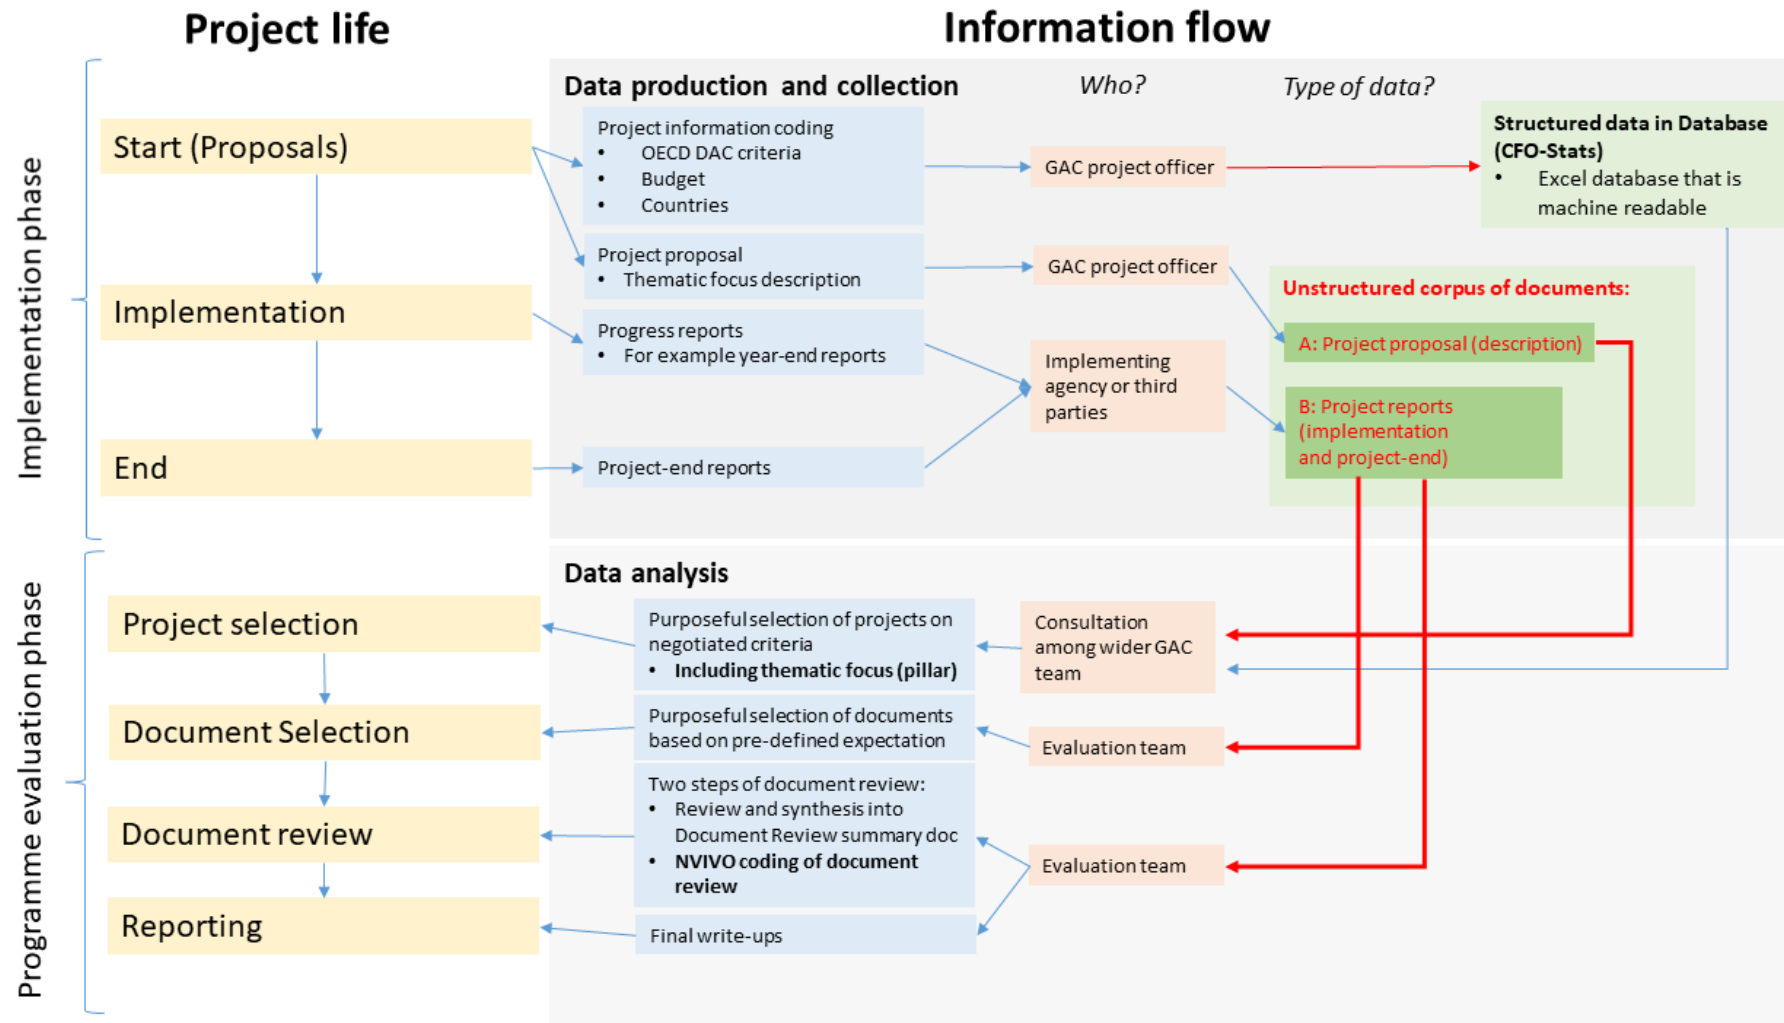 Project life
Information flow
Implementation phase
Start (Proposals)
Implementation
End
Data production and collection
Who?
Type of data?
Project information coding
• OECD DAC criteria
• Budget
• Countries
GAC project officer
Structured data in Database
(CFO-Stats)
• Excel database that is
machine readable
Project proposal
• Thematic focus description
GAC project officer
Unstructured corpus of documents:
A: Project proposal (description)
Progress reports
• For example year-end reports
Implementing
agency or third
parties
B: Project reports
(implementation
and project-end)
Project-end reports
Programme evaluation phase
Project selection
Document Selection
Document review
Reporting
Data analysis
Purposeful selection of projects on
negotiated criteria
• Including thematic focus (pillar)
Consultation
among wider GAC
team
Purposeful selection of documents
based on pre-defined expectation
Evaluation team
Two steps of document review:
• Review and synthesis into
Document Review summary doc
• NVIVO coding of document
review
Evaluation team
Final write-ups